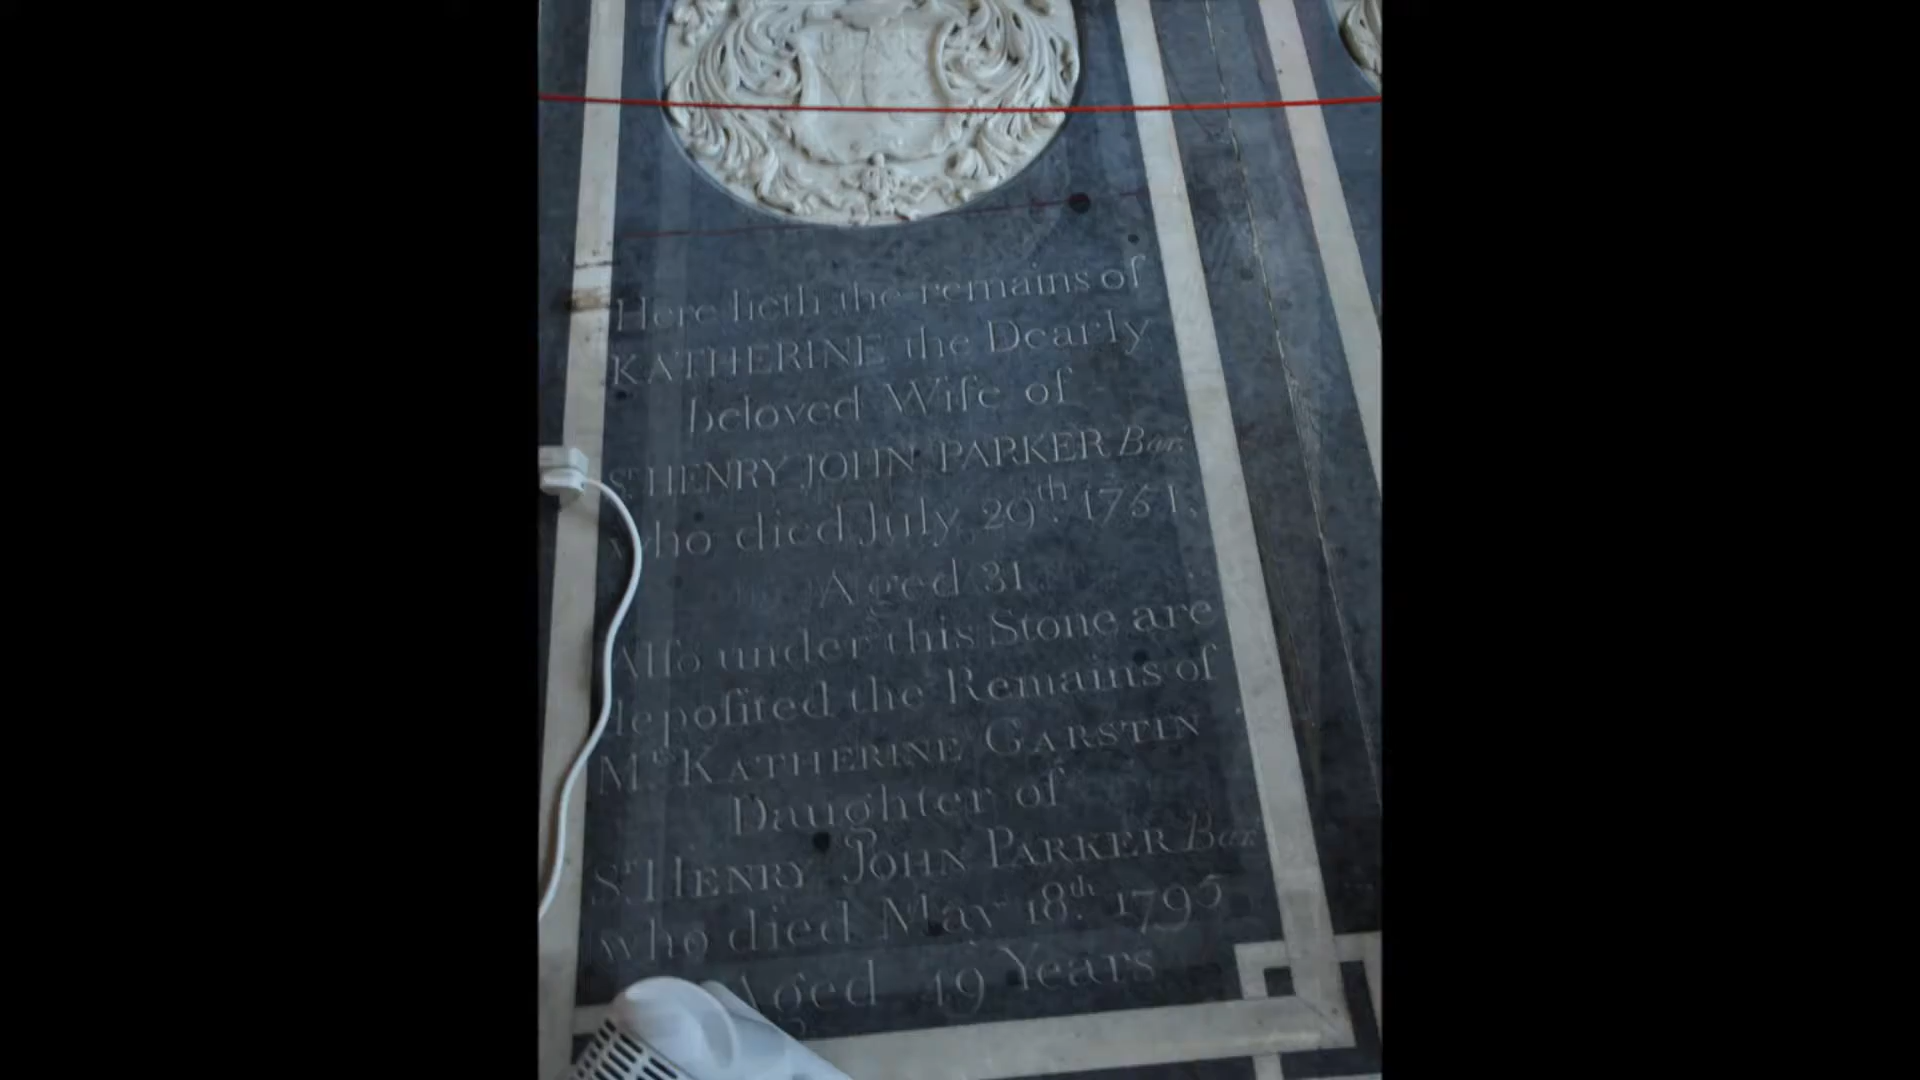 Here lieth the remains of
KATHERINE the Dearly
beloved Wife of
Sr. HENRY JOHN PARKER Bar.t
who died July 29th. 1751,
Aged 31
Alſo under this Stone are
depoſited the Remains of
Mrs KATHERINE GARSTIN
Daughter of
Sr. HENRY JOHN PARKER Bar.t
who died May 18th. 1795
Aged 49 Years